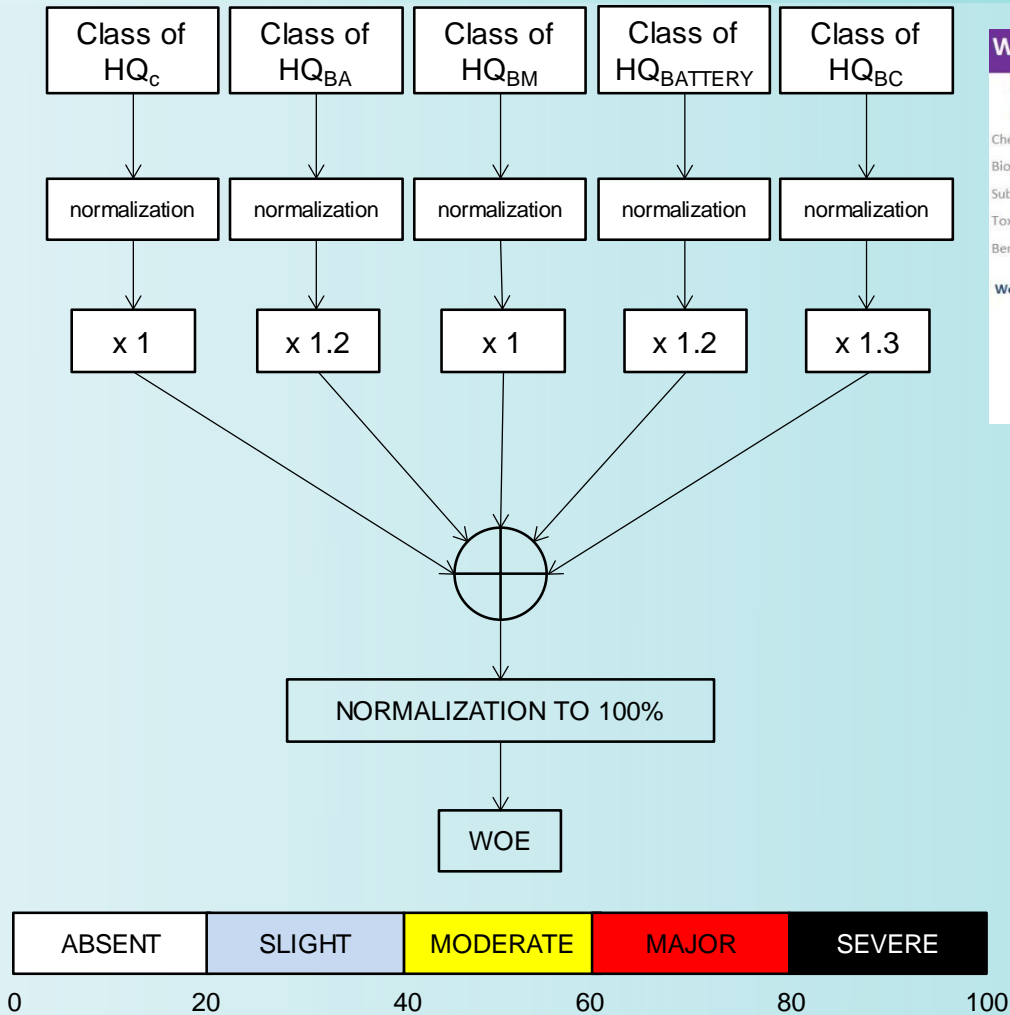 Class of HQc
Class of HQBA
Class of HQBM
Class of HQBATTERY
Class of HQBC
normalization
normalization
normalization
normalization
normalization
x 1
x 1.2
x 1
x 1.2
x 1.3
NORMALIZATION TO 100%
WOE
ABSENT
SLIGHT
MODERATE
MAJOR
SEVERE
0
20
40
60
80
100